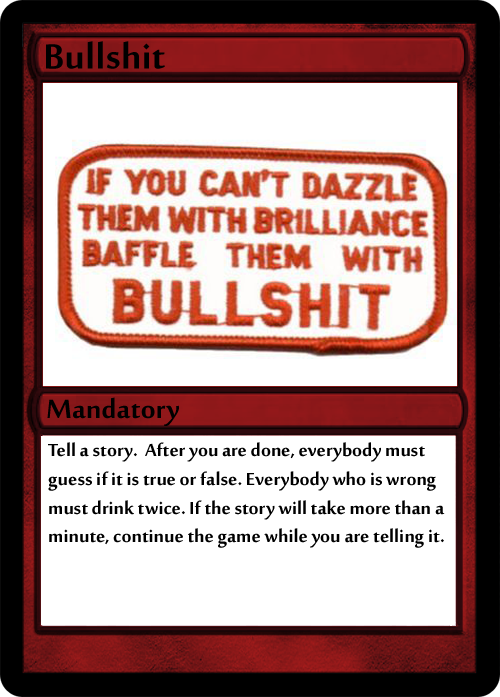 Bullshit
IF YOU CAN'T DAZZLE
THEM WITH BRILLIANCE
BAFFLE THEM WITH
BULLSHIT
Mandatory
Tell a story.  After you are done, everybody must
guess if it is true or false. Everybody who is wrong
must drink twice. If the story will take more than a
minute, continue the game while you are telling it.